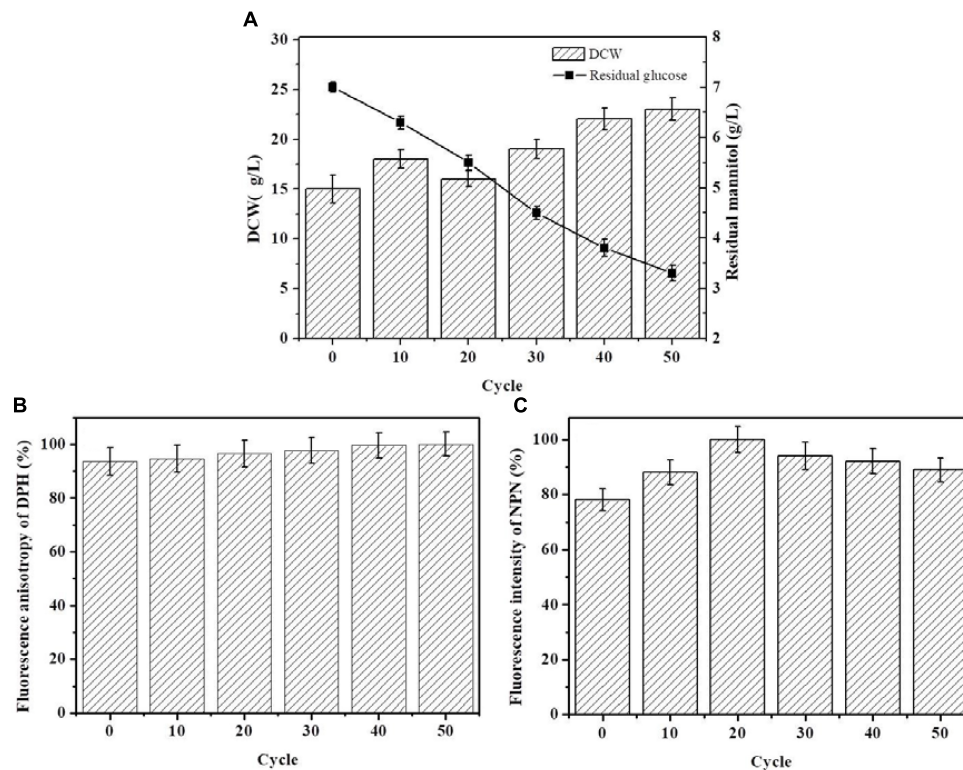 A
DCW( g/L)
30
25
20
15
10
5
0
DCW
Residual glucose
8
7
6
5
4
3
2
Residual mannitol (g/L)
0 10 20 30 40 50
Cycle
B
Fluorescence anisotropy of DPH (%)
100
80
60
40
20
0
0 10 20 30 40 50
Cycle
C
Fluorescence intensity of NPN (%)
100
80
60
40
20
0
0 10 20 30 40 50
Cycle